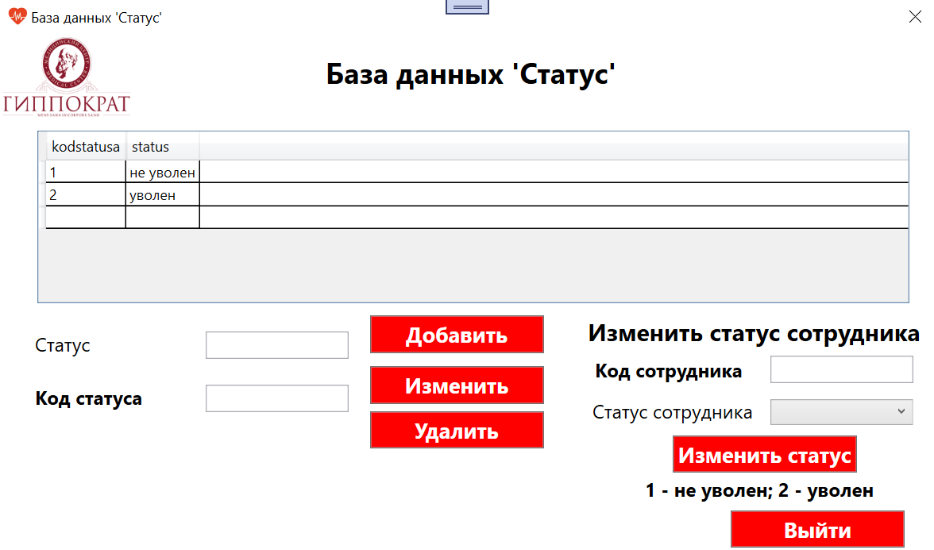 База данных 'Статус'
ГИППОКРАТ
База данных 'Статус'
kodstatusa status
1 не уволен
2 уволен
Статус
Код статуса
Добавить
Изменить
Удалить
Изменить статус сотрудника
Код сотрудника
Статус сотрудника
Изменить статус
1 - не уволен; 2 - уволен
Выйти